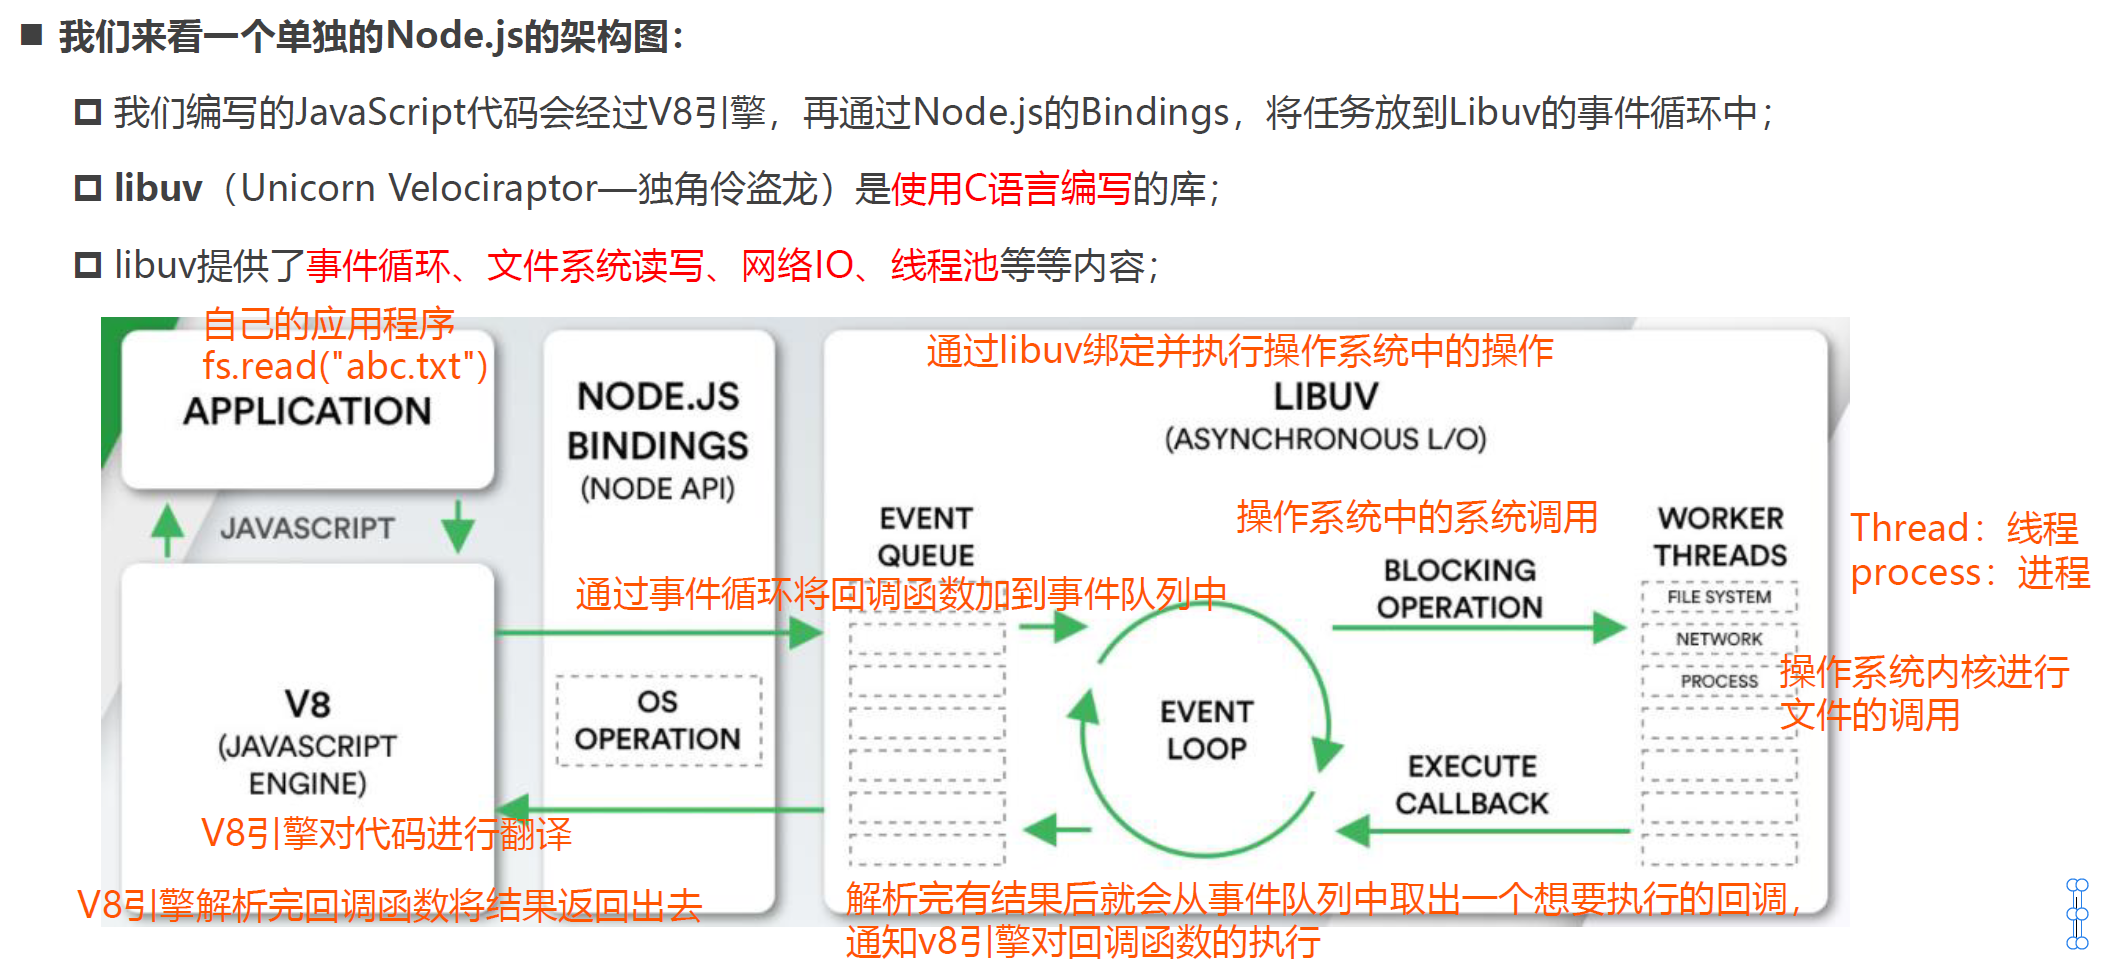 我们来看一个单独的Node.js的架构图：
我们编写的JavaScript代码会经过V8引擎，再通过Node.js的Bindings，将任务放到Libuv的事件循环中；
libuv（Unicorn Velociraptor—独角伶盗龙）是使用C语言编写的库；
libuv提供了事件循环、文件系统读写、网络IO、线程池等等内容；
自己的应用程序
fs.read("abc.txt")
APPLICATION
JAVASCRIPT
V8
(JAVASCRIPT
ENGINE)
V8引擎对代码进行翻译
V8引擎解析完回调函数将结果返回出去
NODE.JS
BINDINGS
(NODE API)
OS
OPERATION
通过libuv绑定并执行操作系统中的操作
LIBUV
(ASYNCHRONOUS L/O)
EVENT
QUEUE
通过事件循环将回调函数加到事件队列中
EVENT
LOOP
操作系统中的系统调用
BLOCKING
OPERATION
EXECUTE
CALLBACK
WORKER
THREADS
FILE SYSTEM
NETWORK
PROCESS
Thread：线程
process：进程
操作系统内核进行
文件的调用
解析完有结果后就会从事件队列中取出一个想要执行的回调，
通知v8引擎对回调函数的执行